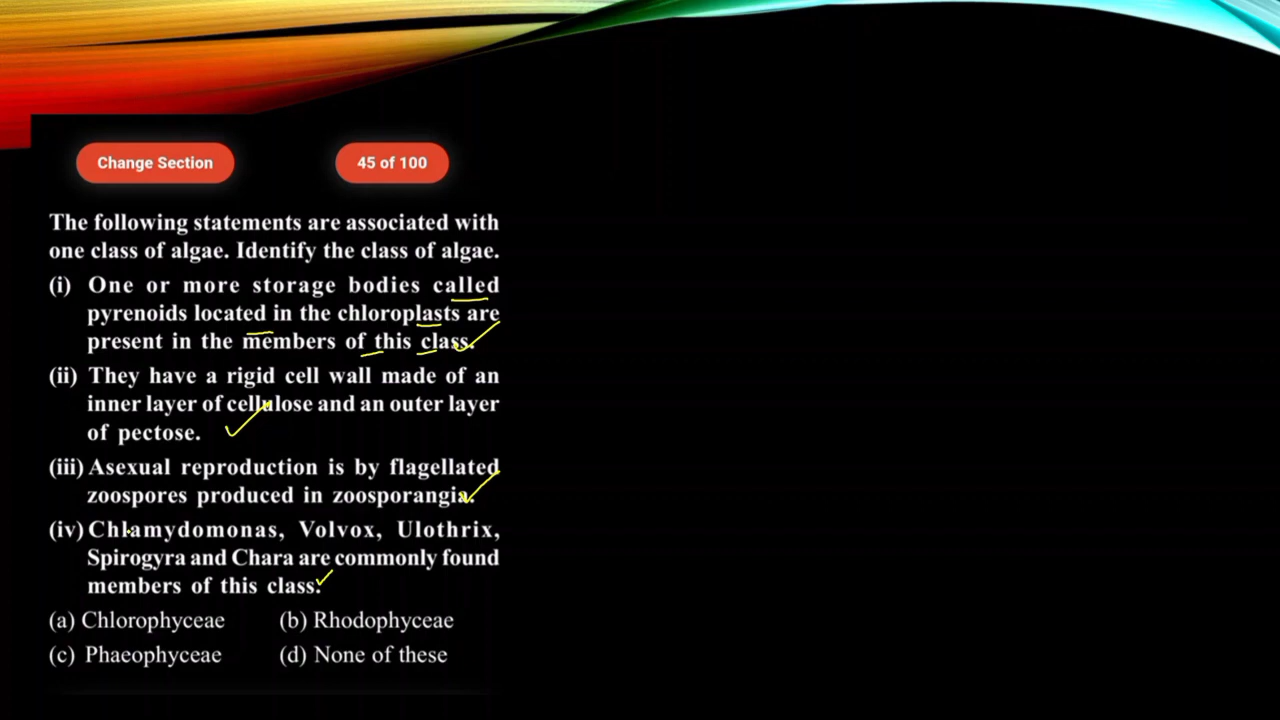 Change Section
45 of 100
The following statements are associated with
one class of algae. Identify the class of algae.
(i) One or more storage bodies called
pyrenoids located in the chloroplasts are
present in the members of this class.
(ii) They have a rigid cell wall made of an
inner layer of cellulose and an outer layer
of pectose.
(iii) Asexual reproduction is by flagellated
zoospores produced in zoosporangia.
(iv) Chlamydomonas, Volvox, Ulothrix,
Spirogyra and Chara are commonly found
members of this class.
(a) Chlorophyceae (b) Rhodophyceae
(c) Phaeophyceae (d) None of these